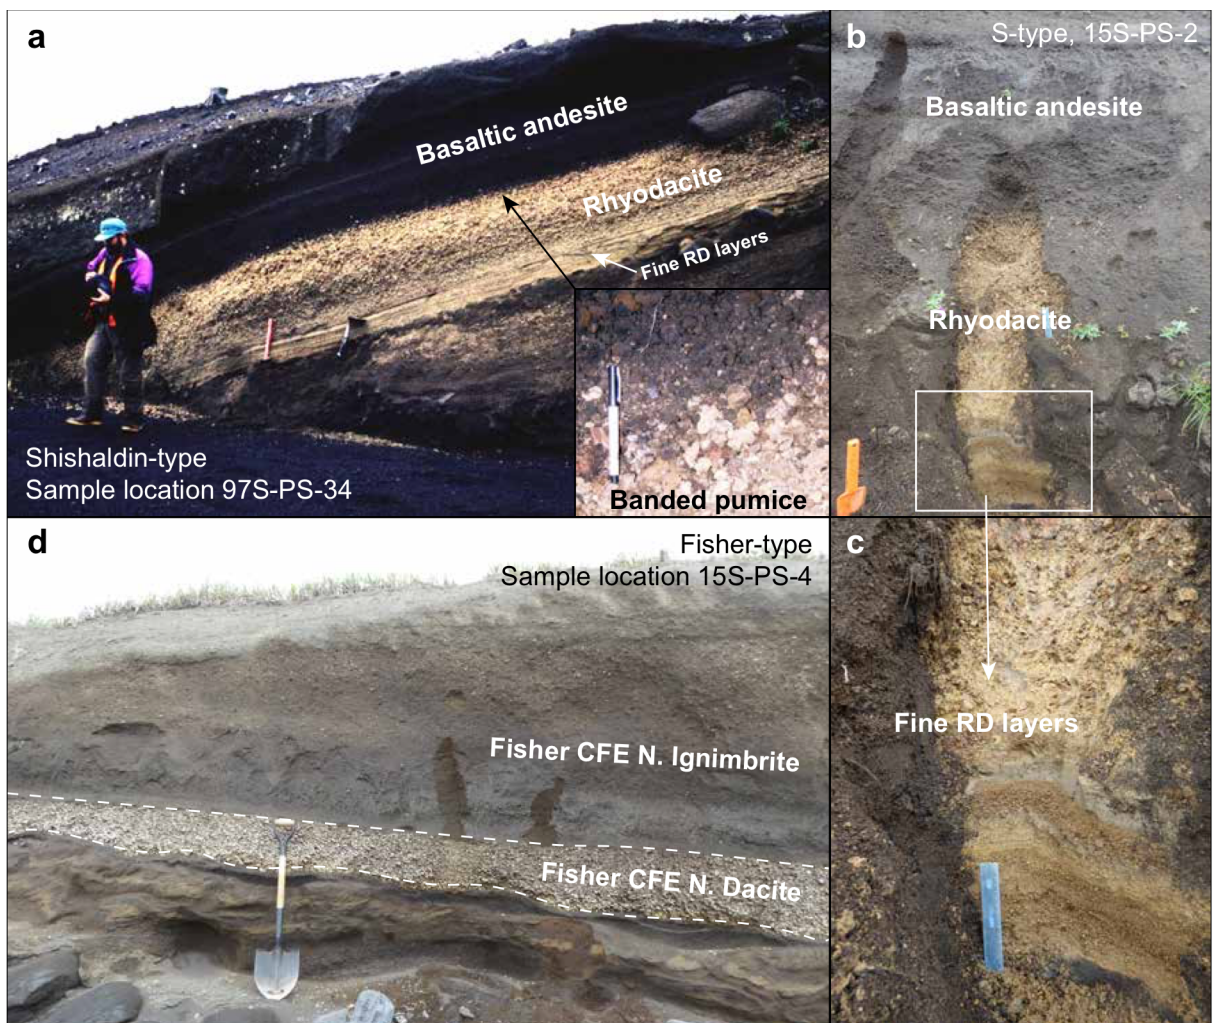 a
Basaltic andesite
Rhyodacite
Fine RD layers
Shishaldin-type
Sample location 97S-PS-34
Banded pumice
b
S-type, 15S-PS-2
Basaltic andesite
Rhyodacite
d
Fisher-type
Sample location 15S-PS-4
Fisher CFE N. Ignimbrite
Fisher CFE N. Dacite
c
Fine RD layers